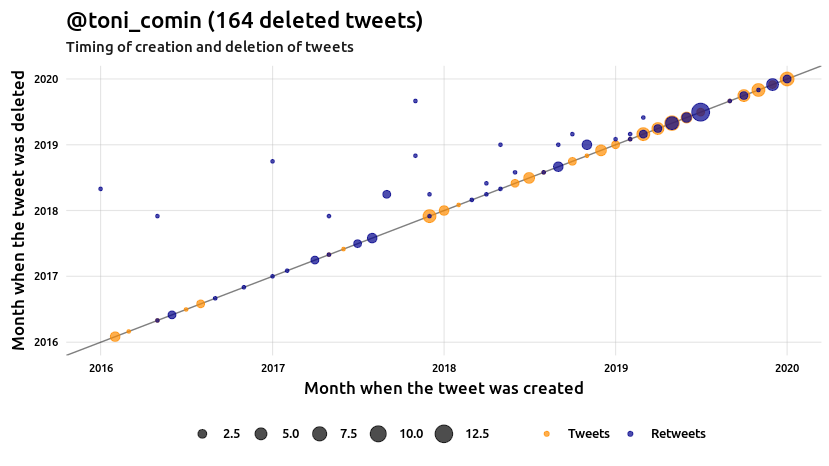 @toni_comin (164 deleted tweets)
Timing of creation and deletion of tweets
Month when the tweet was deleted
2020
2019
2018
2017
2016
2016 2017 2018 2019 2020
Month when the tweet was created
2.5 5.0 7.5 10.0 12.5 Tweets Retweets